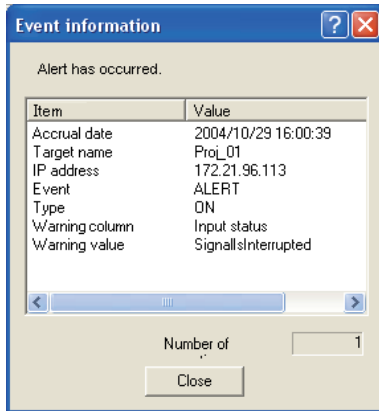 Event information
Alert has occurred.
Item Value
Accrual date 2004/10/29 16:00:39
Target name Proj_01
IP address 172.21.96.113
Event ALERT
Type ON
Warning column Input status
Warning value SignalIsInterrupted
Number of
1
Close